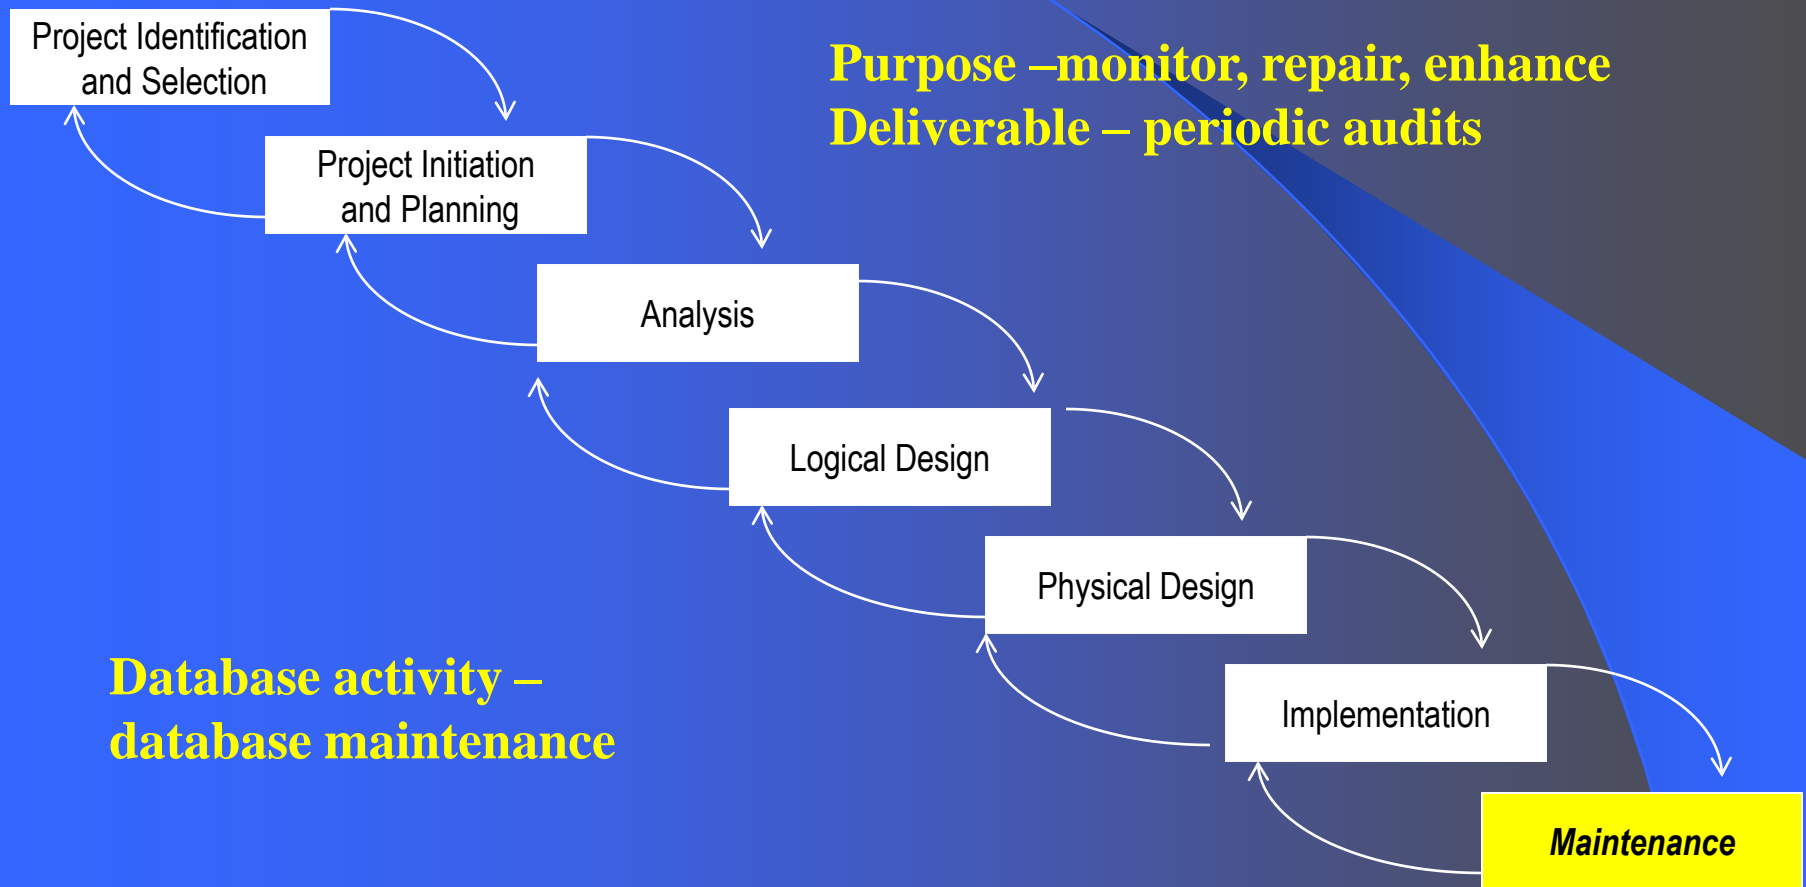 Project Identification
and Selection
Purpose –monitor, repair, enhance
Deliverable – periodic audits
Project Initiation
and Planning
Analysis
Logical Design
Physical Design
Database activity –
database maintenance
Implementation
Maintenance